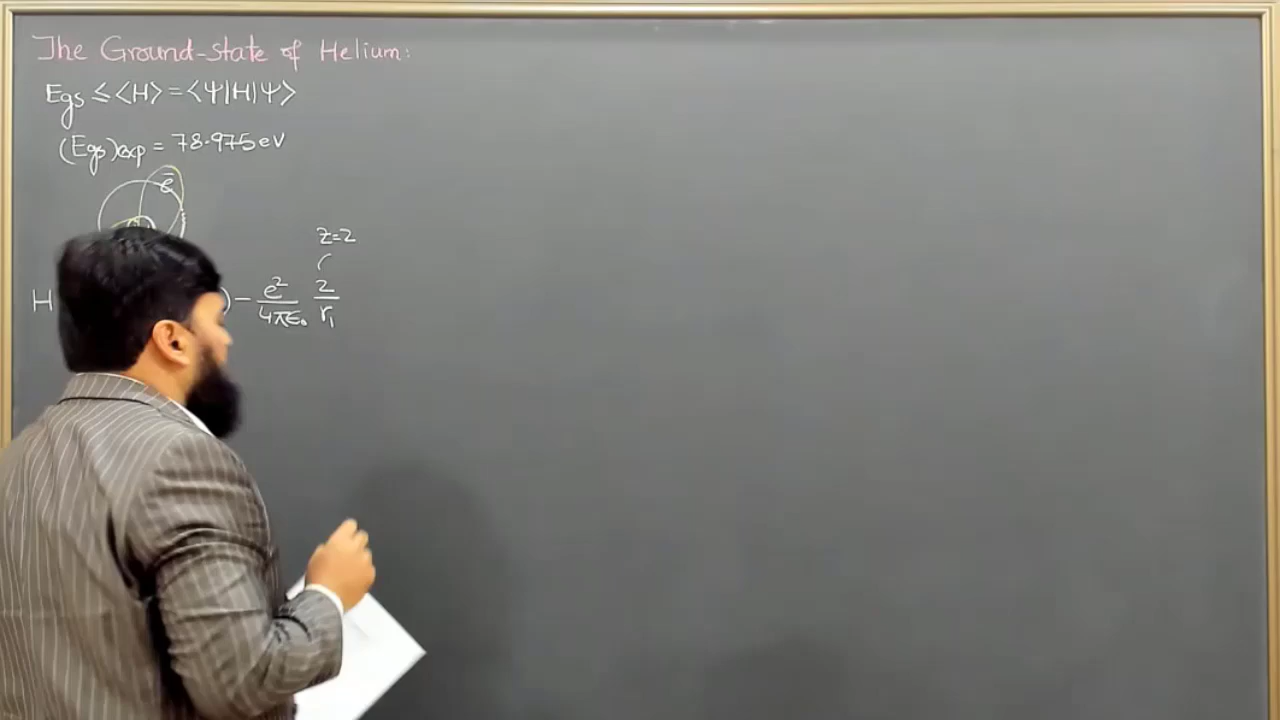 The Ground-state of Helium:
Egs ≤ <H> = <Ψ|H|Ψ>
(Egs)exp = 78.975 eV
ē
z=2
H ) - e²/4πε₀ 2/r₁